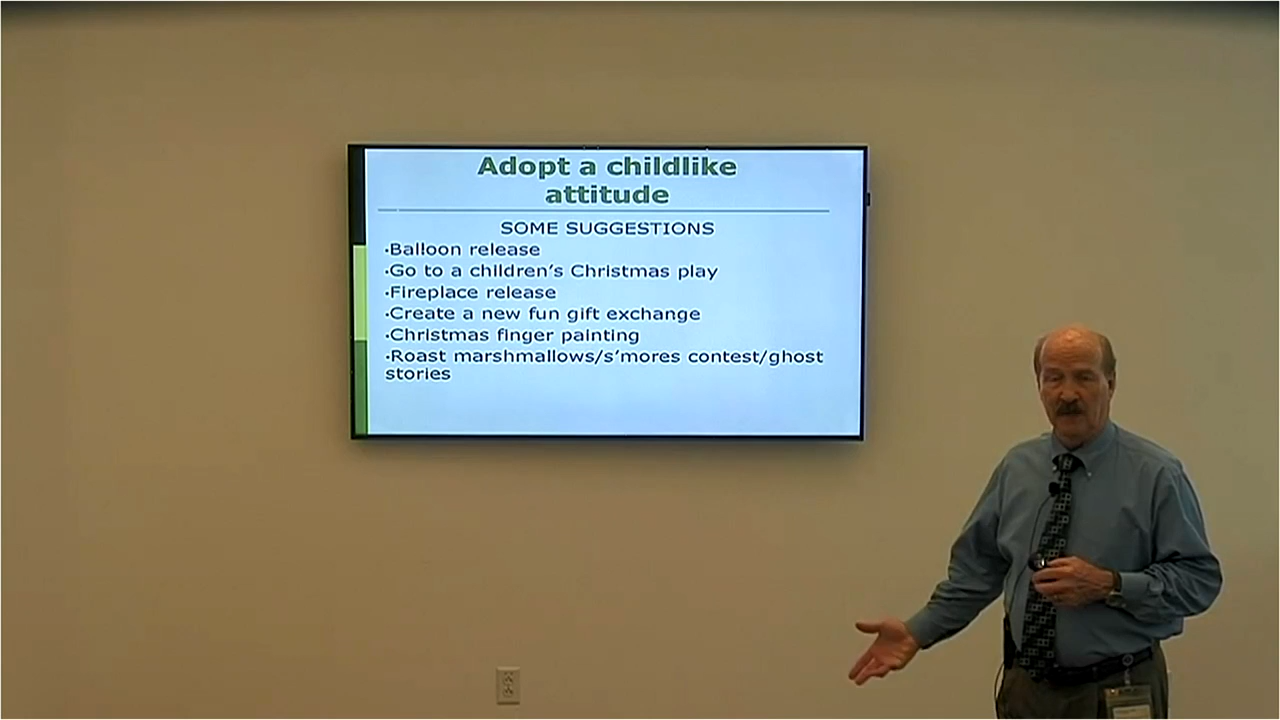 Adopt a childlike
attitude
SOME SUGGESTIONS
·Balloon release
·Go to a children's Christmas play
·Fireplace release
·Create a new fun gift exchange
·Christmas finger painting
·Roast marshmallows/s'mores contest/ghost
stories